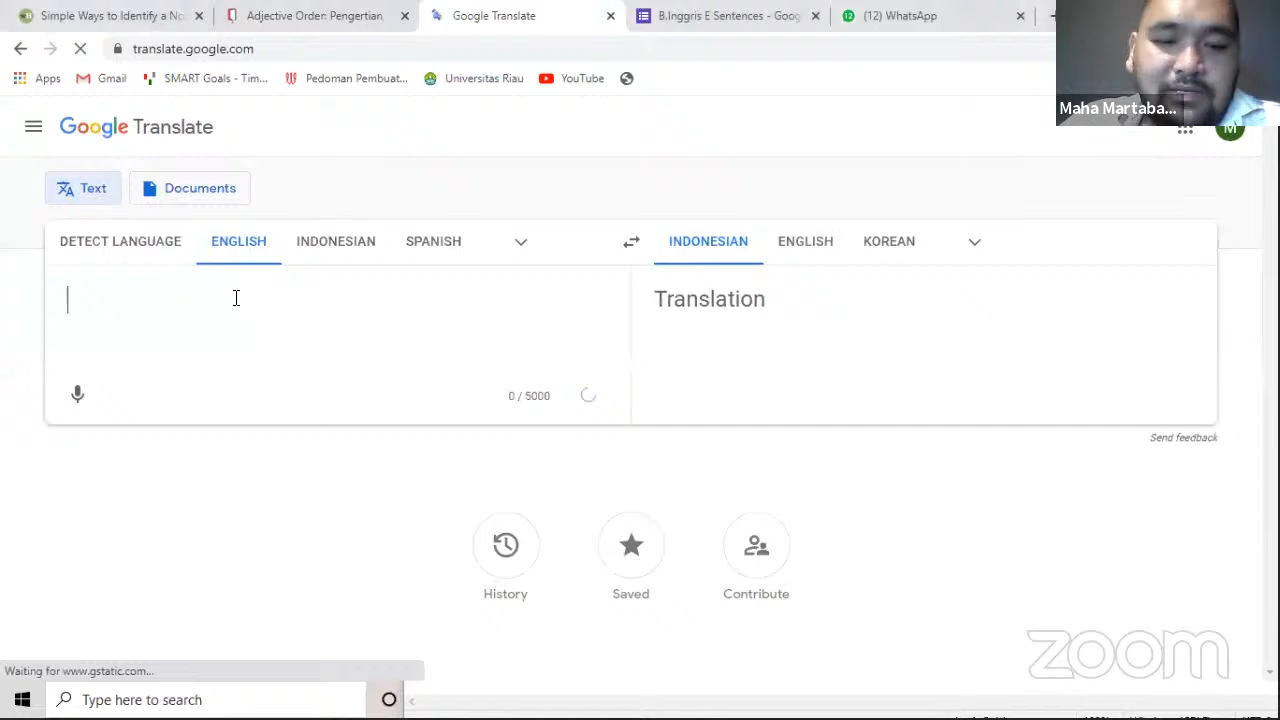 Simple Ways to Identify a No
Adjective Order: Pengertian,
Google Translate
B.Inggris E Sentences - Goog
12
(12) WhatsApp
translate.google.com
Apps
Gmail
SMART Goals - Tim...
Pedoman Pembuat...
Universitas Riau
YouTube
Maha Martaba...
Google Translate
M
Text
Documents
DETECT LANGUAGE
ENGLISH
INDONESIAN
SPANISH
INDONESIAN
ENGLISH
KOREAN
Translation
0 / 5000
Send feedback
History
Saved
Contribute
zoom
Waiting for www.gstatic.com...
Type here to search